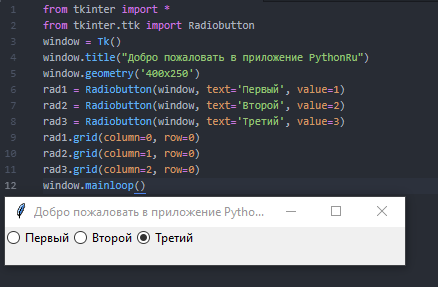 1 from tkinter import *
2 from tkinter.ttk import Radiobutton
3 window = Tk()
4 window.title("Добро пожаловать в приложение PythonRu")
5 window.geometry('400x250')
6 rad1 = Radiobutton(window, text='Первый', value=1)
7 rad2 = Radiobutton(window, text='Второй', value=2)
8 rad3 = Radiobutton(window, text='Третий', value=3)
9 rad1.grid(column=0, row=0)
10 rad2.grid(column=1, row=0)
11 rad3.grid(column=2, row=0)
12 window.mainloop()
Добро пожаловать в приложение Pytho...
Первый Второй Третий